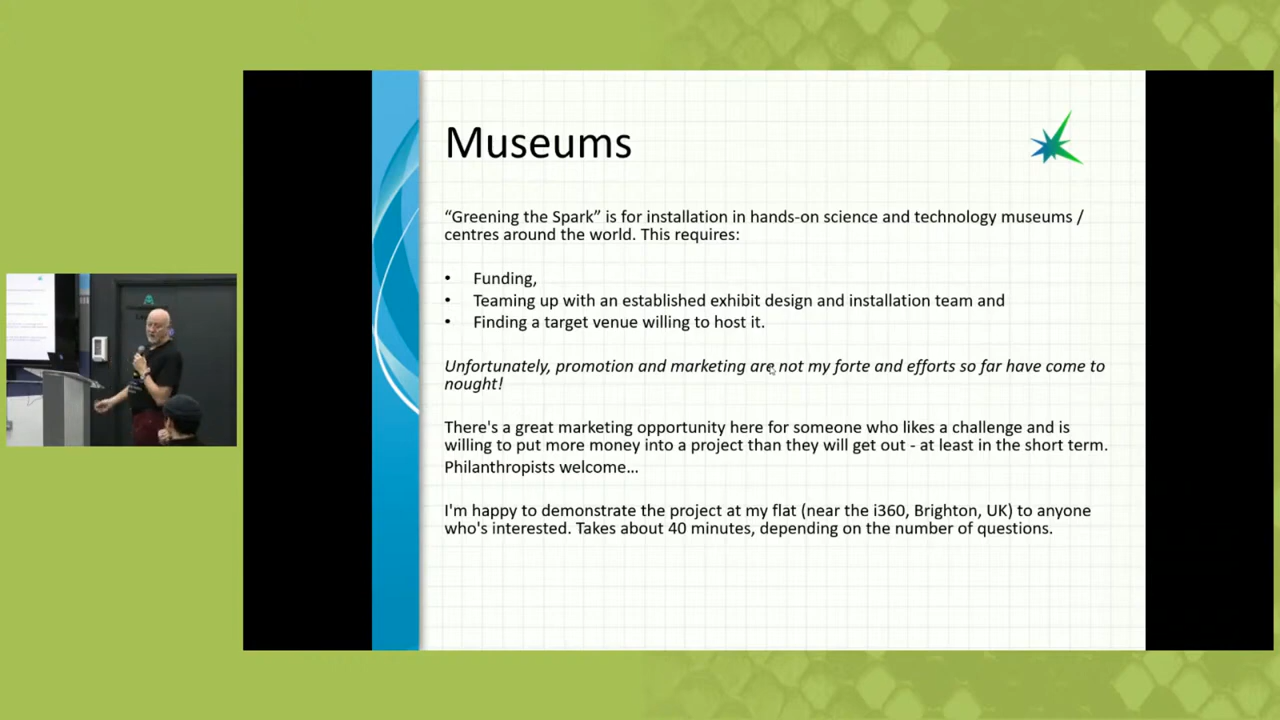 Museums
“Greening the Spark” is for installation in hands-on science and technology museums /
centres around the world. This requires:
• Funding,
• Teaming up with an established exhibit design and installation team and
• Finding a target venue willing to host it.
Unfortunately, promotion and marketing are not my forte and efforts so far have come to
nought!
There's a great marketing opportunity here for someone who likes a challenge and is
willing to put more money into a project than they will get out - at least in the short term.
Philanthropists welcome…
I'm happy to demonstrate the project at my flat (near the i360, Brighton, UK) to anyone
who's interested. Takes about 40 minutes, depending on the number of questions.